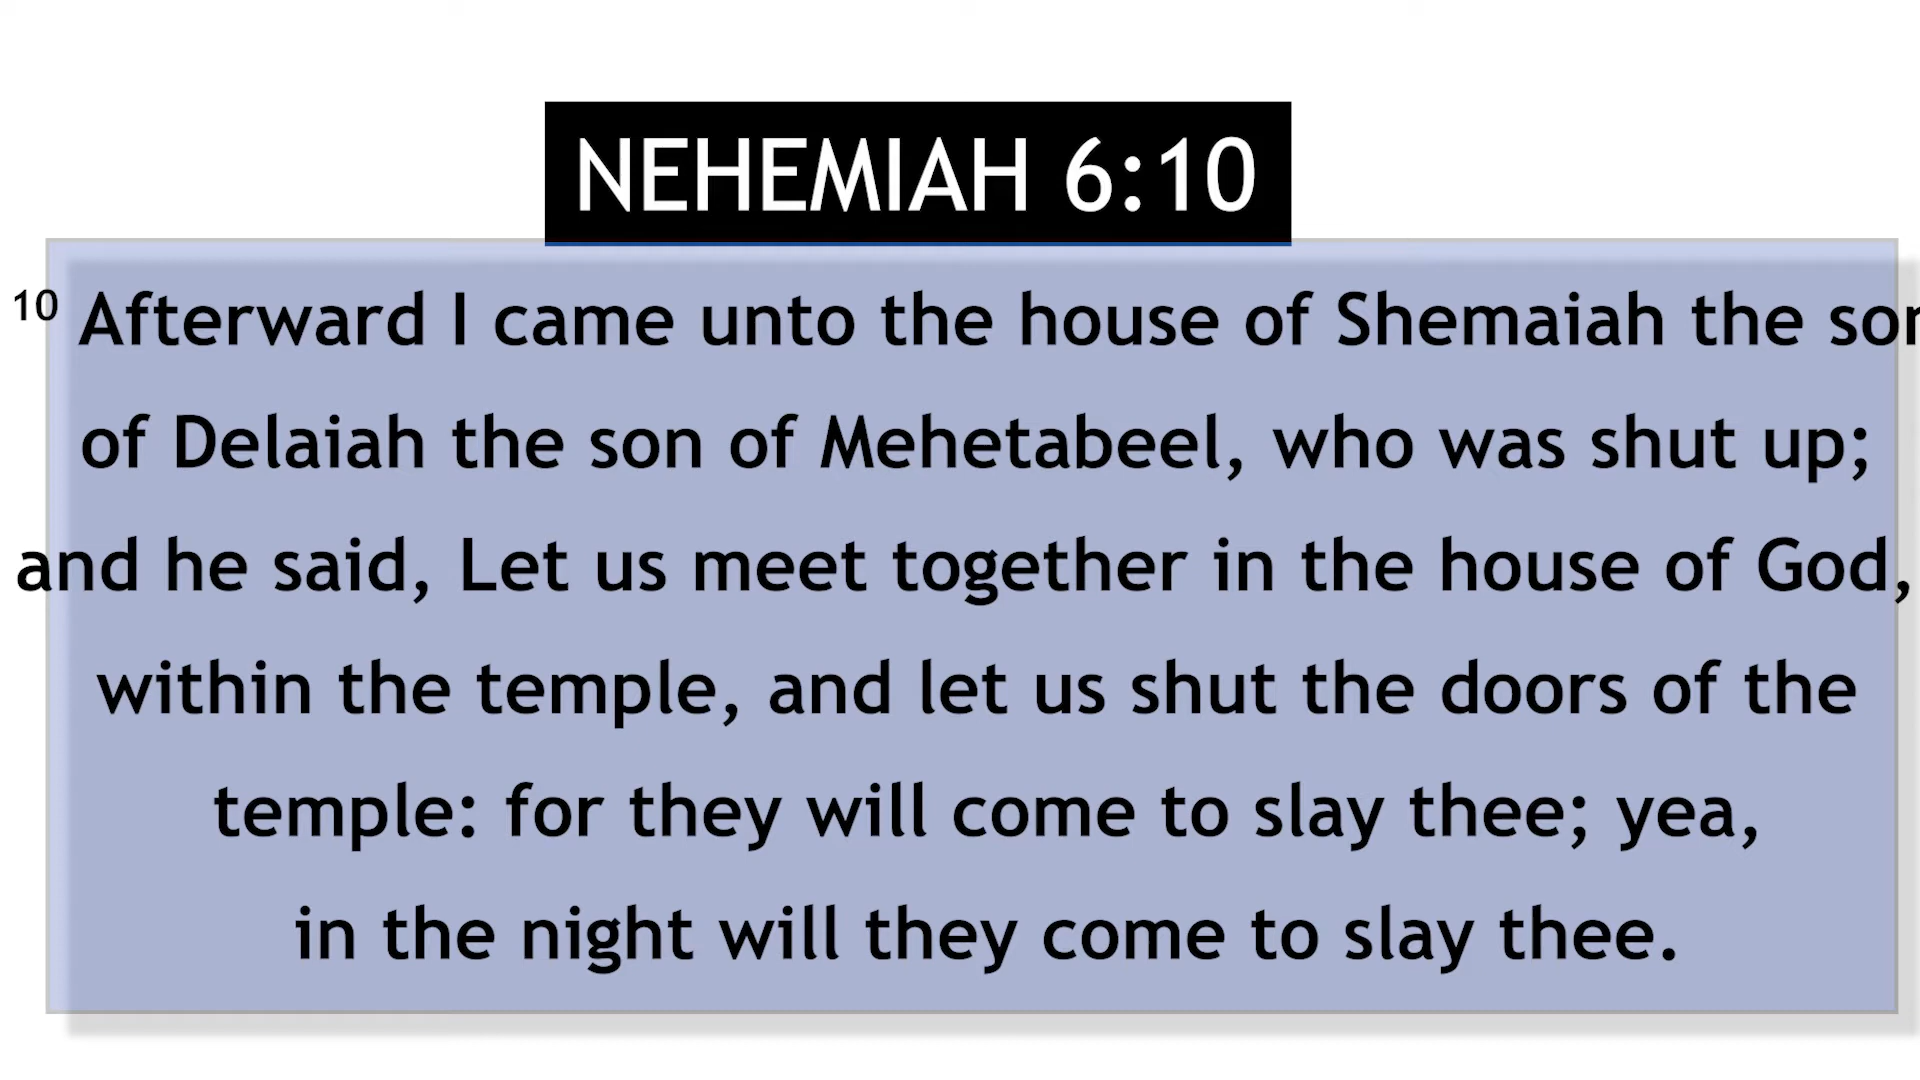 NEHEMIAH 6:10
10 Afterward I came unto the house of Shemaiah the son
of Delaiah the son of Mehetabeel, who was shut up;
and he said, Let us meet together in the house of God,
within the temple, and let us shut the doors of the
temple: for they will come to slay thee; yea,
in the night will they come to slay thee.